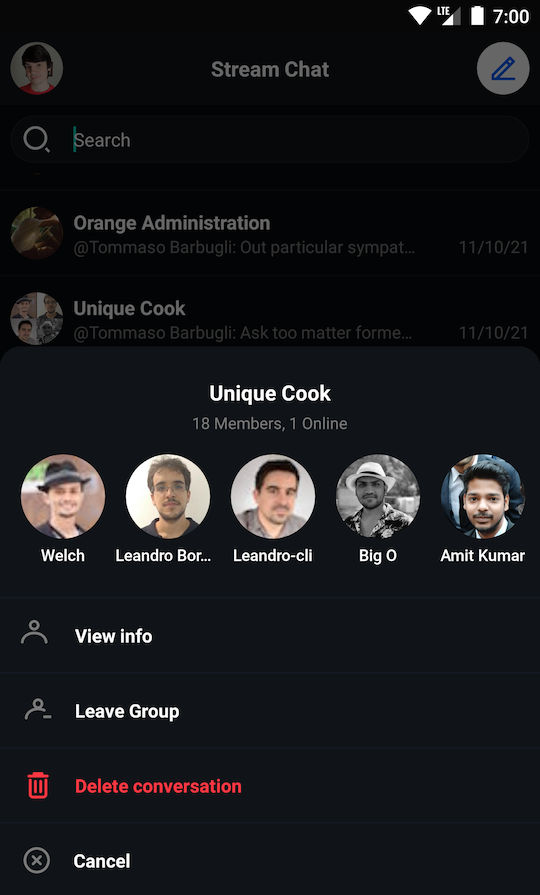 LTE 7:00
Stream Chat
Search
Orange Administration
@Tommaso Barbugli: Out particular sympat… 11/10/21
Unique Cook
@Tommaso Barbugli: Ask too matter forme… 11/10/21
Unique Cook
18 Members, 1 Online
Welch Leandro Bor… Leandro-cli Big O Amit Kumar
View info
Leave Group
Delete conversation
Cancel